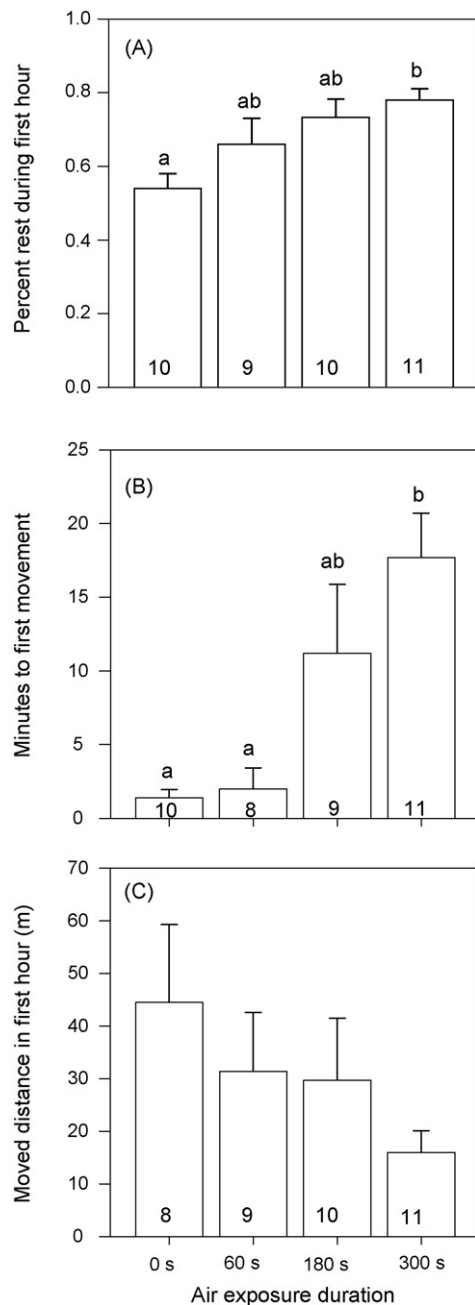 (A)
Percent rest during first hour
1.0
0.8
0.6
0.4
0.2
0.0
a
ab
ab
b
10
9
10
11
(B)
Minutes to first movement
25
20
15
10
5
0
a
a
ab
b
10
8
9
11
(C)
Moved distance in first hour (m)
70
60
50
40
30
20
10
0
8
9
10
11
0 s
60 s
180 s
300 s
Air exposure duration